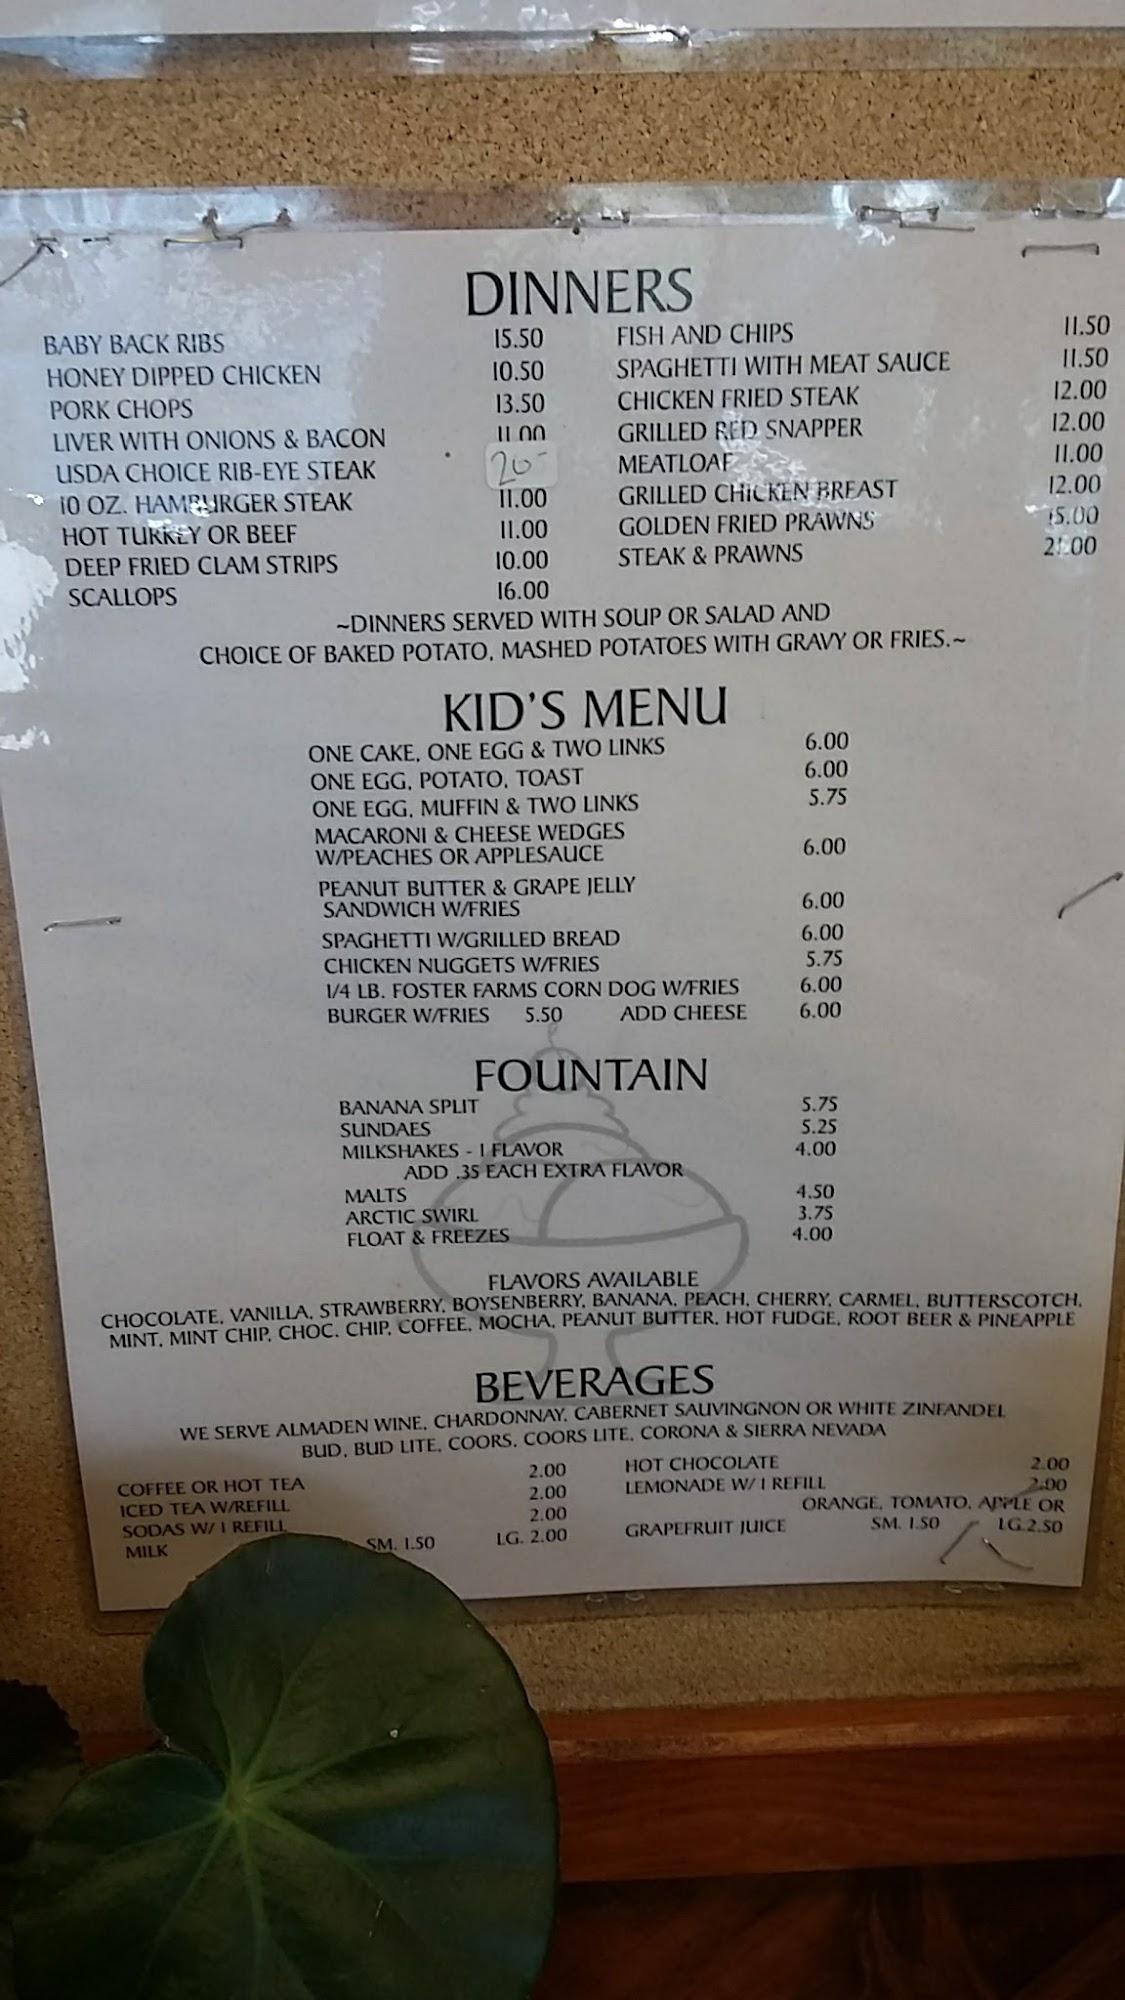 DINNERS
BABY BACK RIBS 15.50 FISH AND CHIPS 11.50
HONEY DIPPED CHICKEN 10.50 SPAGHETTI WITH MEAT SAUCE 11.50
PORK CHOPS 13.50 CHICKEN FRIED STEAK 12.00
LIVER WITH ONIONS & BACON 11.00 GRILLED RED SNAPPER 12.00
USDA CHOICE RIB-EYE STEAK 20- MEATLOAF 11.00
10 OZ. HAMBURGER STEAK 11.00 GRILLED CHICKEN BREAST 12.00
HOT TURKEY OR BEEF 11.00 GOLDEN FRIED PRAWNS 15.00
DEEP FRIED CLAM STRIPS 10.00 STEAK & PRAWNS 21.00
SCALLOPS 16.00
~DINNERS SERVED WITH SOUP OR SALAD AND
CHOICE OF BAKED POTATO, MASHED POTATOES WITH GRAVY OR FRIES.~
KID'S MENU
ONE CAKE, ONE EGG & TWO LINKS 6.00
ONE EGG, POTATO, TOAST 6.00
ONE EGG, MUFFIN & TWO LINKS 5.75
MACARONI & CHEESE WEDGES
W/PEACHES OR APPLESAUCE 6.00
PEANUT BUTTER & GRAPE JELLY
SANDWICH W/FRIES 6.00
SPAGHETTI W/GRILLED BREAD 6.00
CHICKEN NUGGETS W/FRIES 5.75
1/4 LB. FOSTER FARMS CORN DOG W/FRIES 6.00
BURGER W/FRIES 5.50 ADD CHEESE 6.00
FOUNTAIN
BANANA SPLIT 5.75
SUNDAES 5.25
MILKSHAKES - 1 FLAVOR 4.00
ADD .35 EACH EXTRA FLAVOR
MALTS 4.50
ARCTIC SWIRL 3.75
FLOAT & FREEZES 4.00
FLAVORS AVAILABLE
CHOCOLATE, VANILLA, STRAWBERRY, BOYSENBERRY, BANANA, PEACH, CHERRY, CARMEL, BUTTERSCOTCH,
MINT, MINT CHIP, CHOC. CHIP, COFFEE, MOCHA, PEANUT BUTTER, HOT FUDGE, ROOT BEER & PINEAPPLE
BEVERAGES
WE SERVE ALMADEN WINE, CHARDONNAY, CABERNET SAUVINGNON OR WHITE ZINFANDEL
BUD, BUD LITE, COORS, COORS LITE, CORONA & SIERRA NEVADA
COFFEE OR HOT TEA 2.00 HOT CHOCOLATE 2.00
ICED TEA W/REFILL 2.00 LEMONADE W/ 1 REFILL 2.00
SODAS W/ 1 REFILL 2.00 ORANGE, TOMATO, APPLE OR
MILK SM. 1.50 LG. 2.00 GRAPEFRUIT JUICE SM. 1.50 LG.2.50